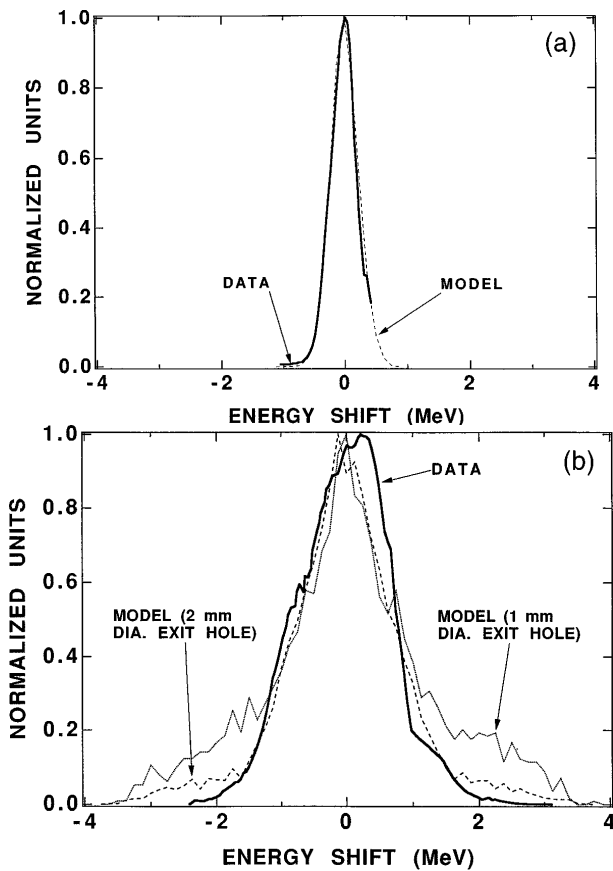 (a)
1.0
0.8
0.6
0.4
0.2
0.0
NORMALIZED UNITS
DATA
MODEL
-4
-2
0
2
4
ENERGY SHIFT (MeV)
(b)
1.0
0.8
0.6
0.4
0.2
0.0
NORMALIZED UNITS
DATA
MODEL (2 mm
DIA. EXIT HOLE)
MODEL (1 mm
DIA. EXIT HOLE)
-4
-2
0
2
4
ENERGY SHIFT (MeV)